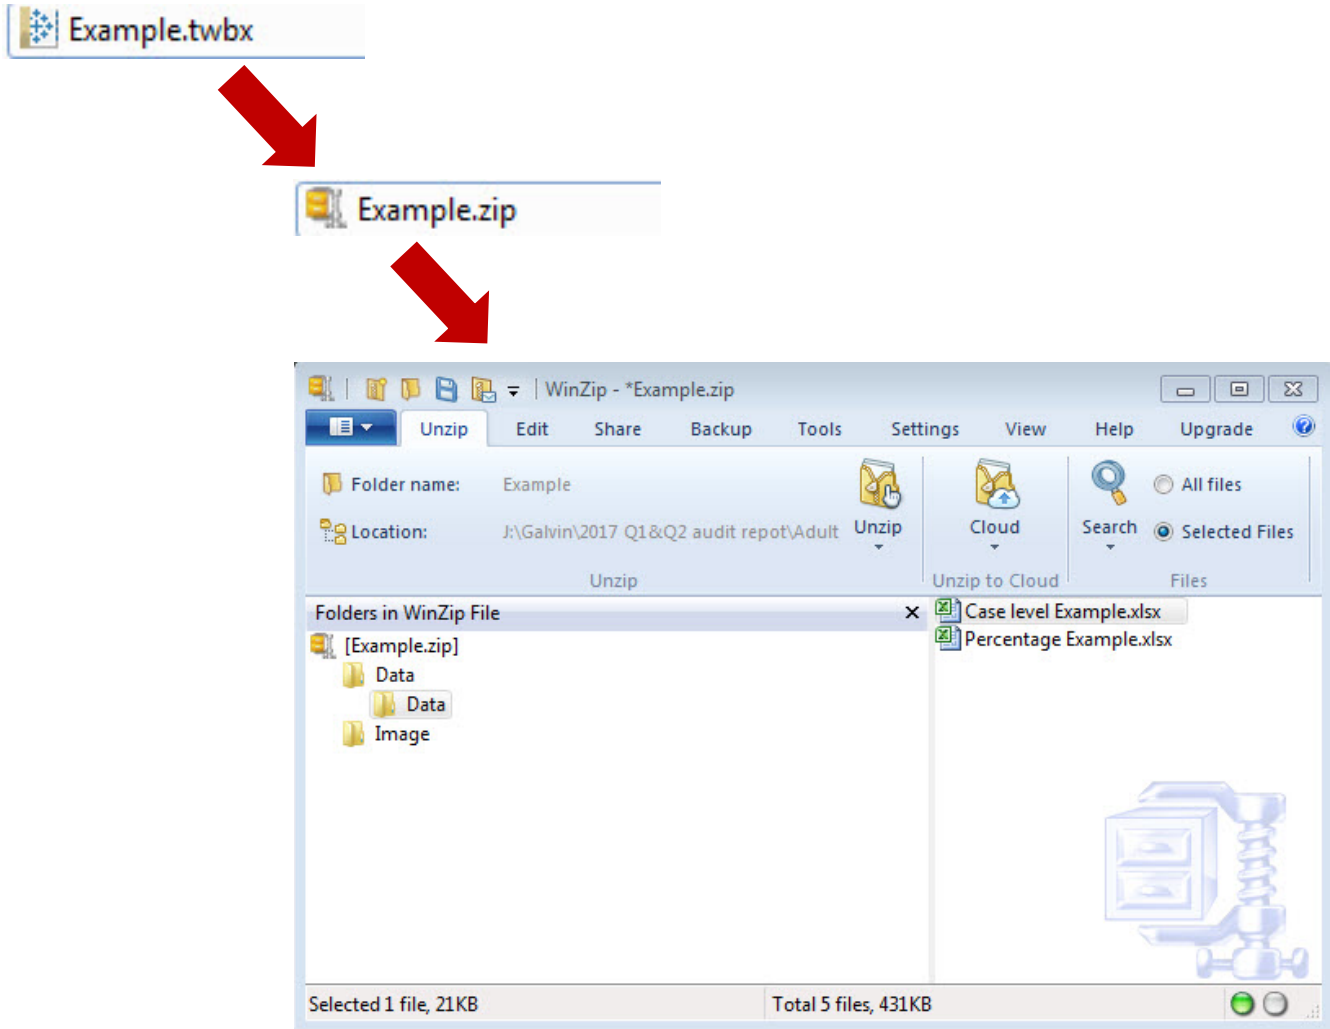 Example.twbx
Example.zip
WinZip - *Example.zip
Unzip Edit Share Backup Tools Settings View Help Upgrade
Folder name: Example
All files
Location: J:\Galvin\2017 Q1&Q2 audit repot\Adult
Unzip Cloud Search
Selected Files
Unzip Unzip to Cloud Files
Folders in WinZip File
[Example.zip]
Data
Data
Image
Case level Example.xlsx
Percentage Example.xlsx
Selected 1 file, 21KB
Total 5 files, 431KB